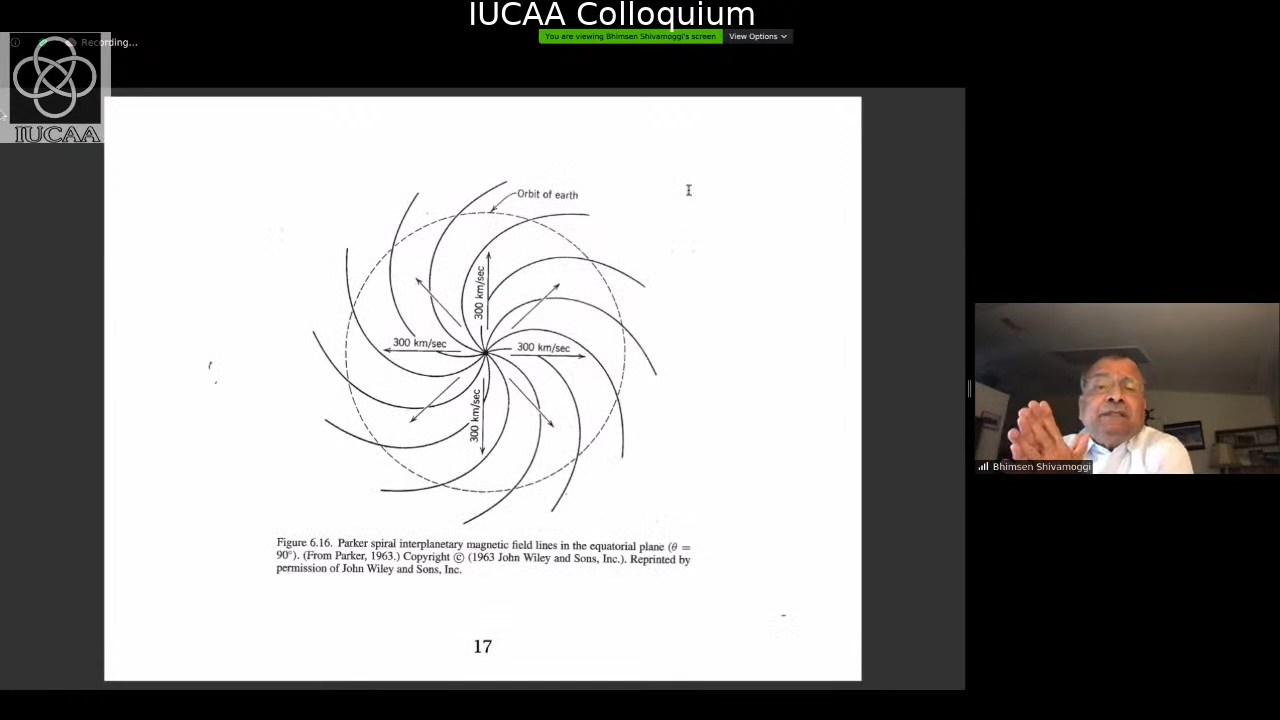 IUCAA Colloquium
You are viewing Bhimsen Shivamoggi's screen
View Options
Recording...
IUCAA
Orbit of earth
300 km/sec
300 km/sec
300 km/sec
300 km/sec
Figure 6.16. Parker spiral interplanetary magnetic field lines in the equatorial plane (θ =
90°). (From Parker, 1963.) Copyright © (1963 John Wiley and Sons, Inc.). Reprinted by
permission of John Wiley and Sons, Inc.
17
Bhimsen Shivamoggi